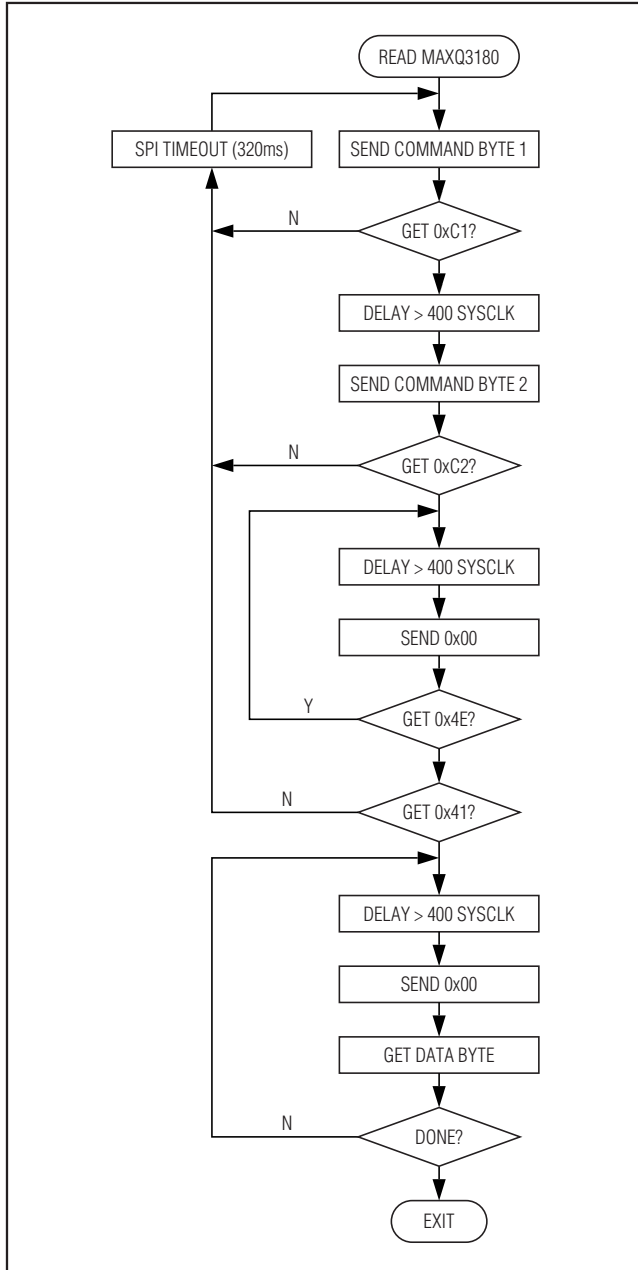 READ MAXQ3180
SPI TIMEOUT (320ms)
SEND COMMAND BYTE 1
N
GET 0xC1?
DELAY > 400 SYSCLK
SEND COMMAND BYTE 2
N
GET 0xC2?
DELAY > 400 SYSCLK
SEND 0x00
Y
GET 0x4E?
N
GET 0x41?
DELAY > 400 SYSCLK
SEND 0x00
GET DATA BYTE
N
DONE?
EXIT